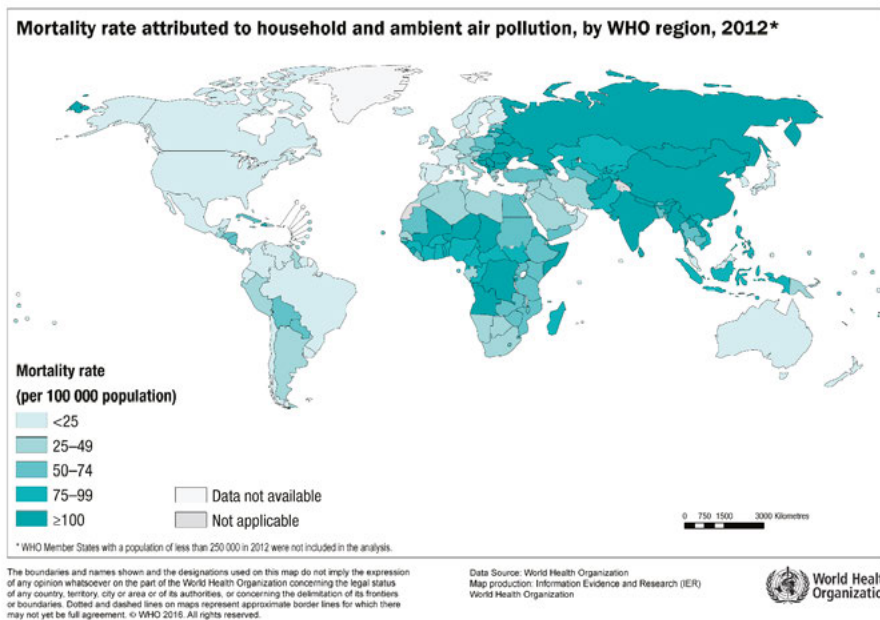 Mortality rate attributed to household and ambient air pollution, by WHO region, 2012*
Mortality rate
(per 100 000 population)
<25
25–49
50–74
75–99
≥100
Data not available
Not applicable
0 750 1500 3000 Kilometres
* WHO Member States with a population of less than 250 000 in 2012 were not included in the analysis.
The boundaries and names shown and the designations used on this map do not imply the expression
of any opinion whatsoever on the part of the World Health Organization concerning the legal status
of any country, territory, city or area or of its authorities, or concerning the delimitation of its frontiers
or boundaries. Dotted and dashed lines on maps represent approximate border lines for which there
may not yet be full agreement. © WHO 2016. All rights reserved.
Data Source: World Health Organization
Map production: Information Evidence and Research (IER)
World Health Organization
World Heal
Organizatio